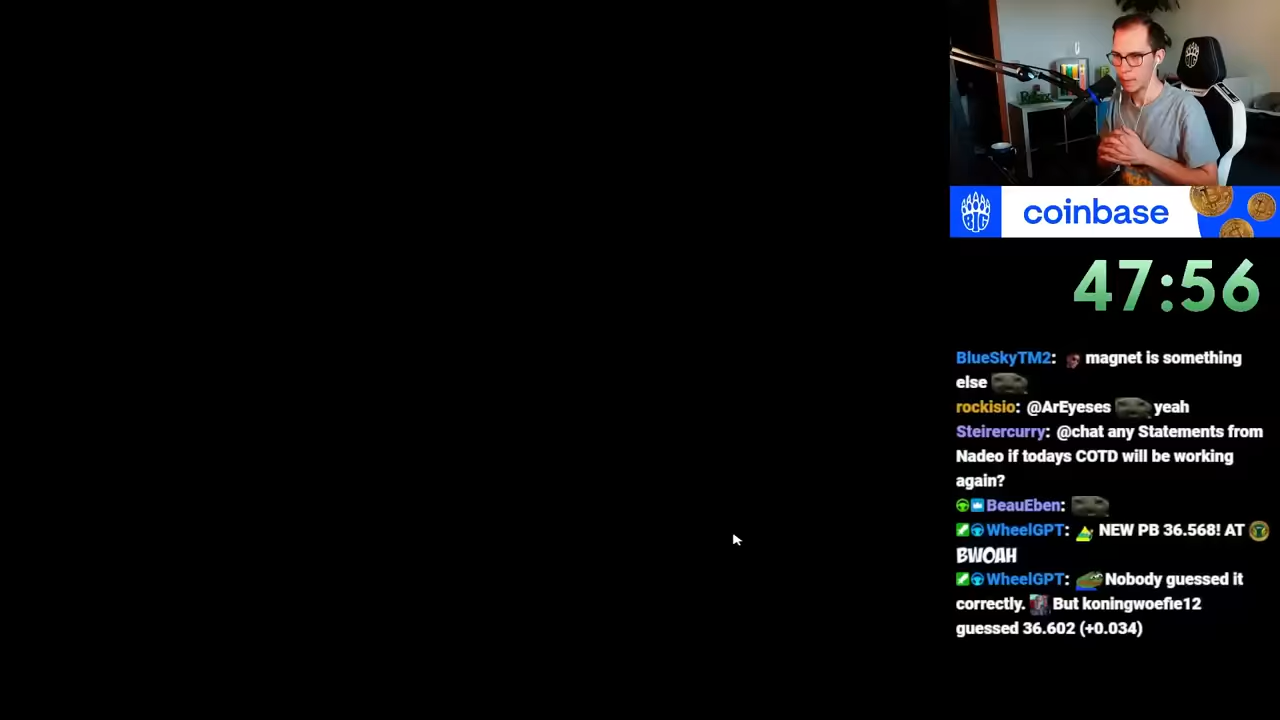 BIG
coinbase
47:56
BlueSkyTM2: magnet is something
else
rockisio: @ArEyeses yeah
Steirercurry: @chat any Statements from
Nadeo if todays COTD will be working
again?
BeauEben:
WheelGPT: NEW PB 36.568! AT
BWOAH
WheelGPT: Nobody guessed it
correctly. But koningwoefie12
guessed 36.602 (+0.034)